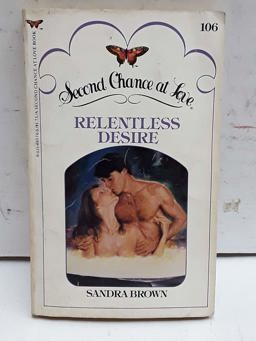 106
Second Chance at Love
RELENTLESS
DESIRE
SANDRA BROWN